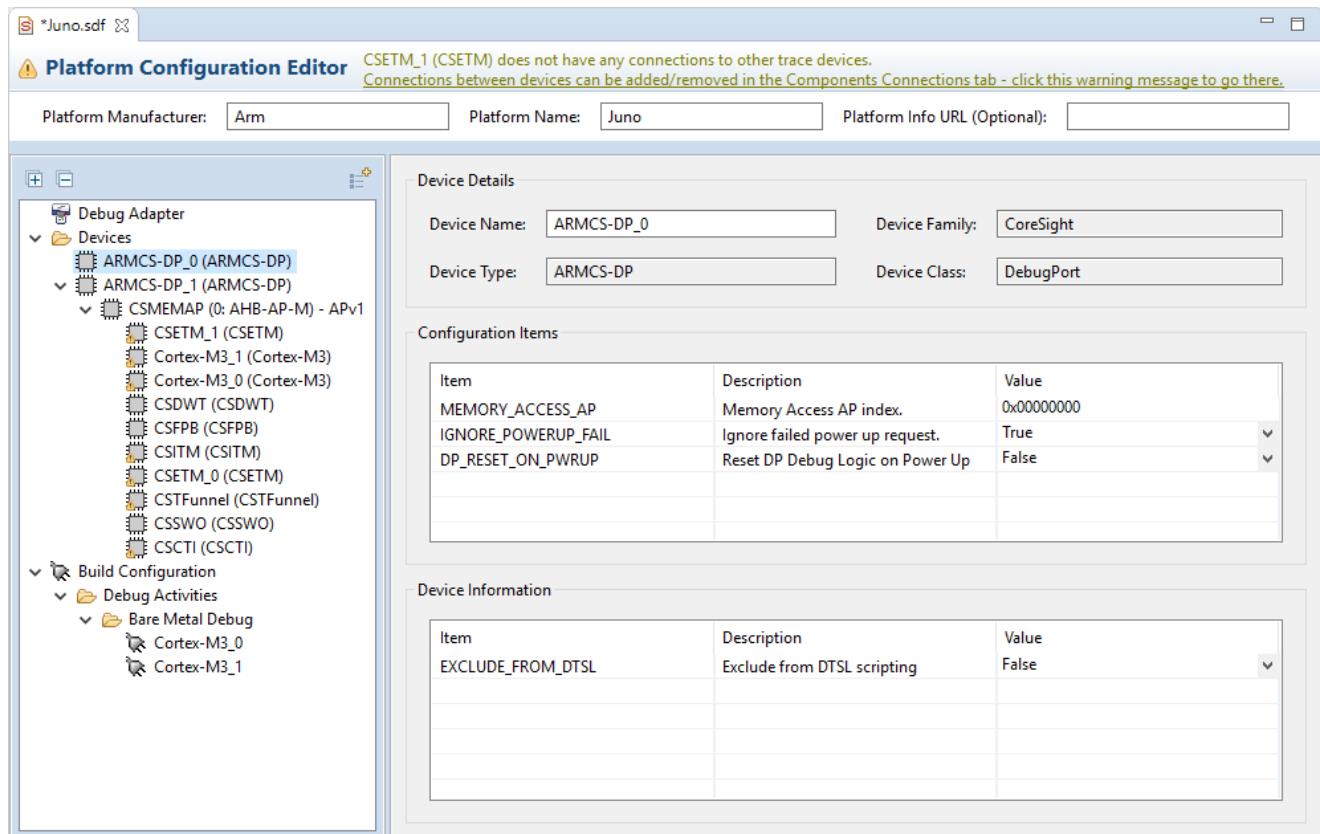 *Juno.sdf
Platform Configuration Editor
CSETM_1 (CSETM) does not have any connections to other trace devices.
Connections between devices can be added/removed in the Components Connections tab - click this warning message to go there.
Platform Manufacturer: Arm Platform Name: Juno Platform Info URL (Optional):
Debug Adapter
Devices
ARMCS-DP_0 (ARMCS-DP)
ARMCS-DP_1 (ARMCS-DP)
CSMEMAP (0: AHB-AP-M) - APv1
CSETM_1 (CSETM)
Cortex-M3_1 (Cortex-M3)
Cortex-M3_0 (Cortex-M3)
CSDWT (CSDWT)
CSFPB (CSFPB)
CSITM (CSITM)
CSETM_0 (CSETM)
CSTFunnel (CSTFunnel)
CSSWO (CSSWO)
CSCTI (CSCTI)
Build Configuration
Debug Activities
Bare Metal Debug
Cortex-M3_0
Cortex-M3_1
Device Details
Device Name: ARMCS-DP_0 Device Family: CoreSight
Device Type: ARMCS-DP Device Class: DebugPort
Configuration Items
Item Description Value
MEMORY_ACCESS_AP Memory Access AP index. 0x00000000
IGNORE_POWERUP_FAIL Ignore failed power up request. True
DP_RESET_ON_PWRUP Reset DP Debug Logic on Power Up False
Device Information
Item Description Value
EXCLUDE_FROM_DTSL Exclude from DTSL scripting False